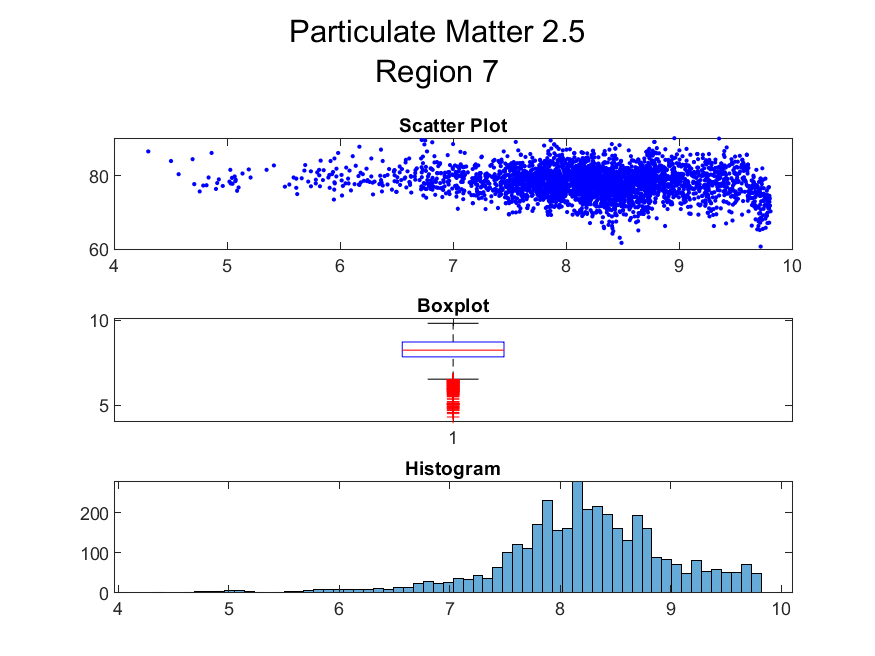 Particulate Matter 2.5
Region 7
Scatter Plot
80
60
4 5 6 7 8 9 10
Boxplot
10
5
1
Histogram
200
100
0
4 5 6 7 8 9 10